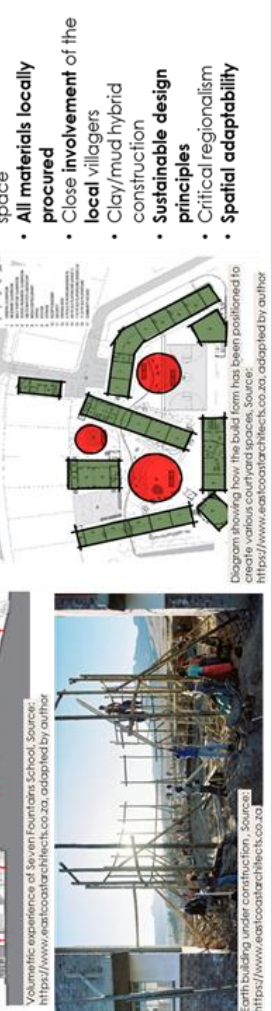 Volumetric experience of Seven Fountains School, Source:
https://www.eastcoastarchitects.co.za, adapted by author
Earth building under construction , Source:
https://www.eastcoastarchitects.co.za
Diagram showing how the build form has been positioned to
create various courtyard spaces, Source:
https://www.eastcoastarchitects.co.za, adapted by author
space
• All materials locally
procured
• Close involvement of the
local villagers
• Clay/mud hybrid
construction
• Sustainable design
principles
• Critical regionalism
• Spatial adaptability